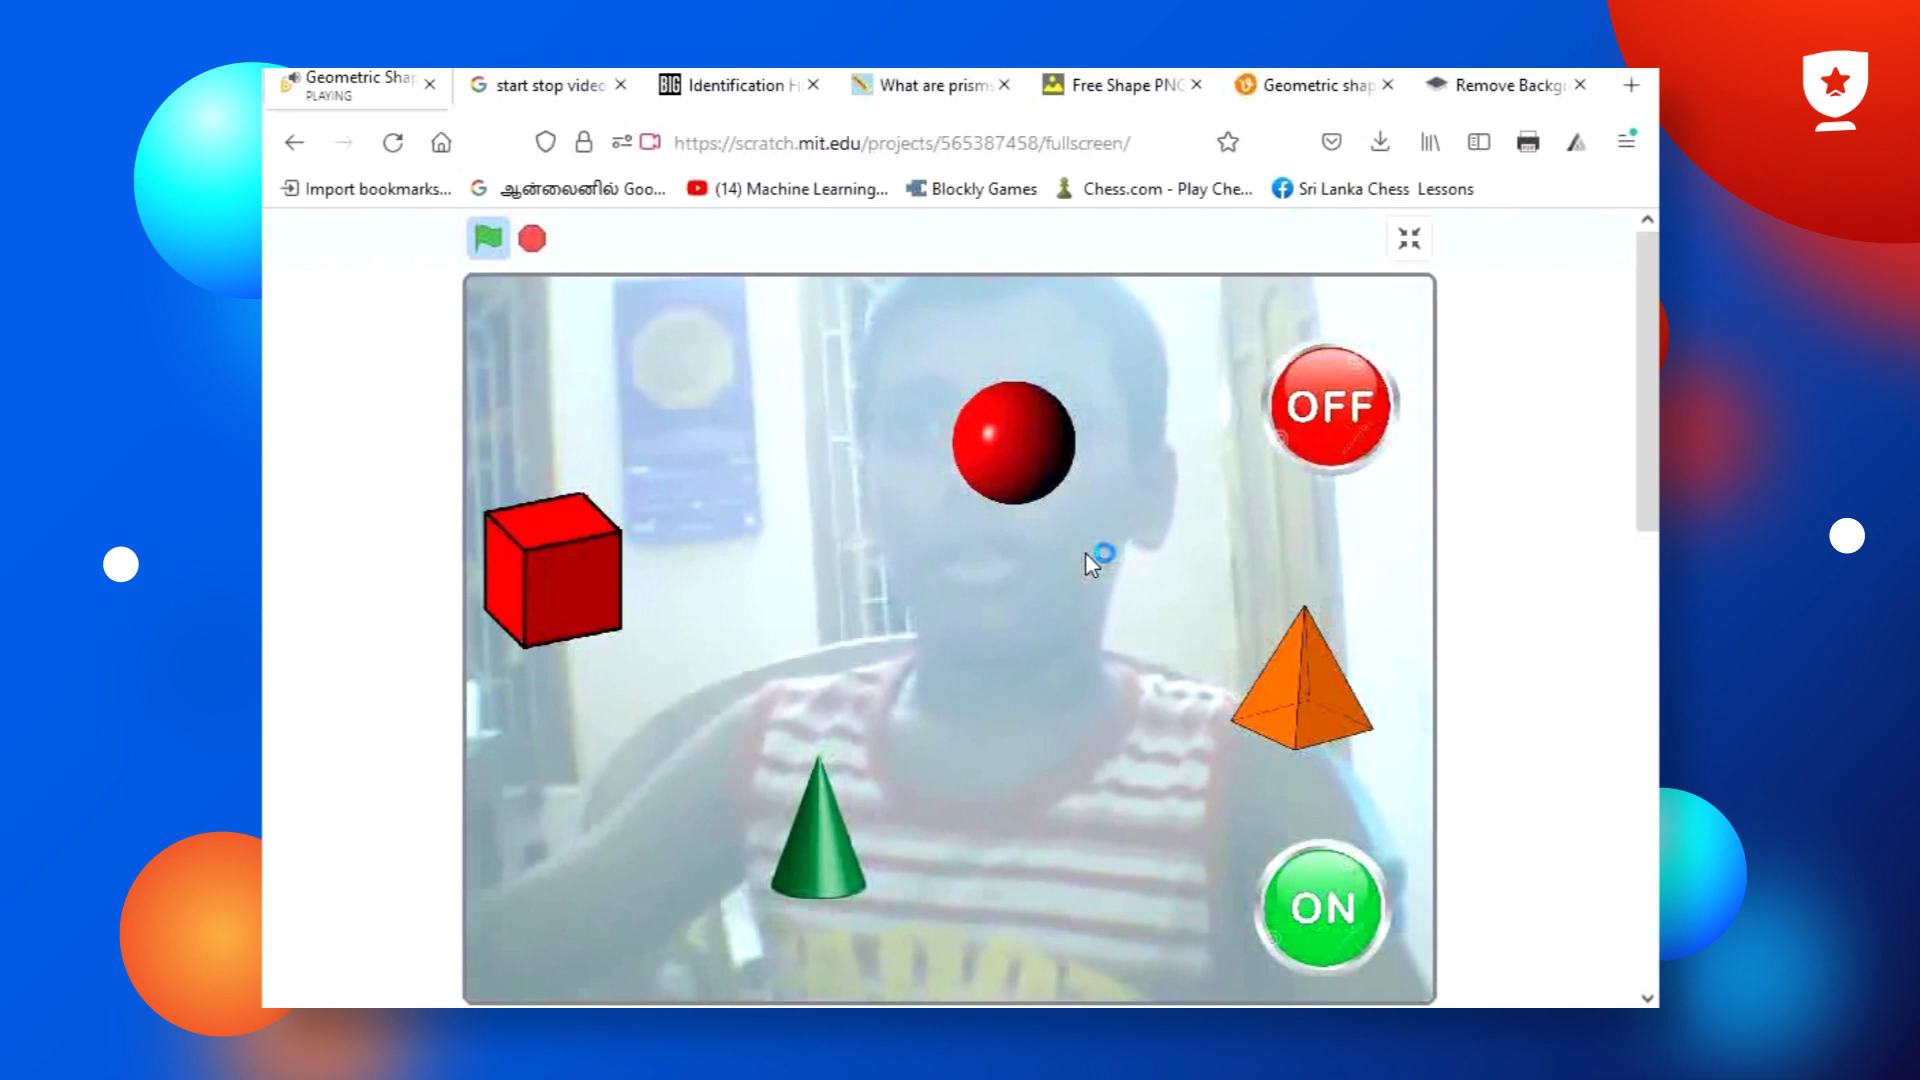 Geometric Shap
PLAYING
start stop video
BIG
Identification
What are prisms
Free Shape PNG
Geometric shap
Remove Backgr
https://scratch.mit.edu/projects/565387458/fullscreen/
Import bookmarks...
ஆன்லைனில் Goo...
(14) Machine Learning...
Blockly Games
Chess.com - Play Che...
Sri Lanka Chess Lessons
OFF
ON